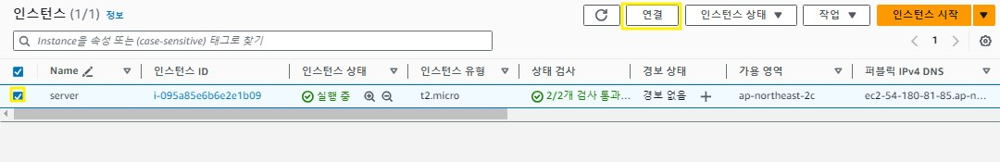 인스턴스 (1/1) 정보 연결 인스턴스 상태 작업 인스턴스 시작
Instance을 속성 또는 (case-sensitive) 태그로 찾기 1
Name 인스턴스 ID 인스턴스 상태 인스턴스 유형 상태 검사 경보 상태 가용 영역 퍼블릭 IPv4 DNS
server i-095a85e6b6e2e1b09 실행 중 t2.micro 2/2개 검사 통과... 경보 없음 ap-northeast-2c ec2-54-180-81-85.ap-n...